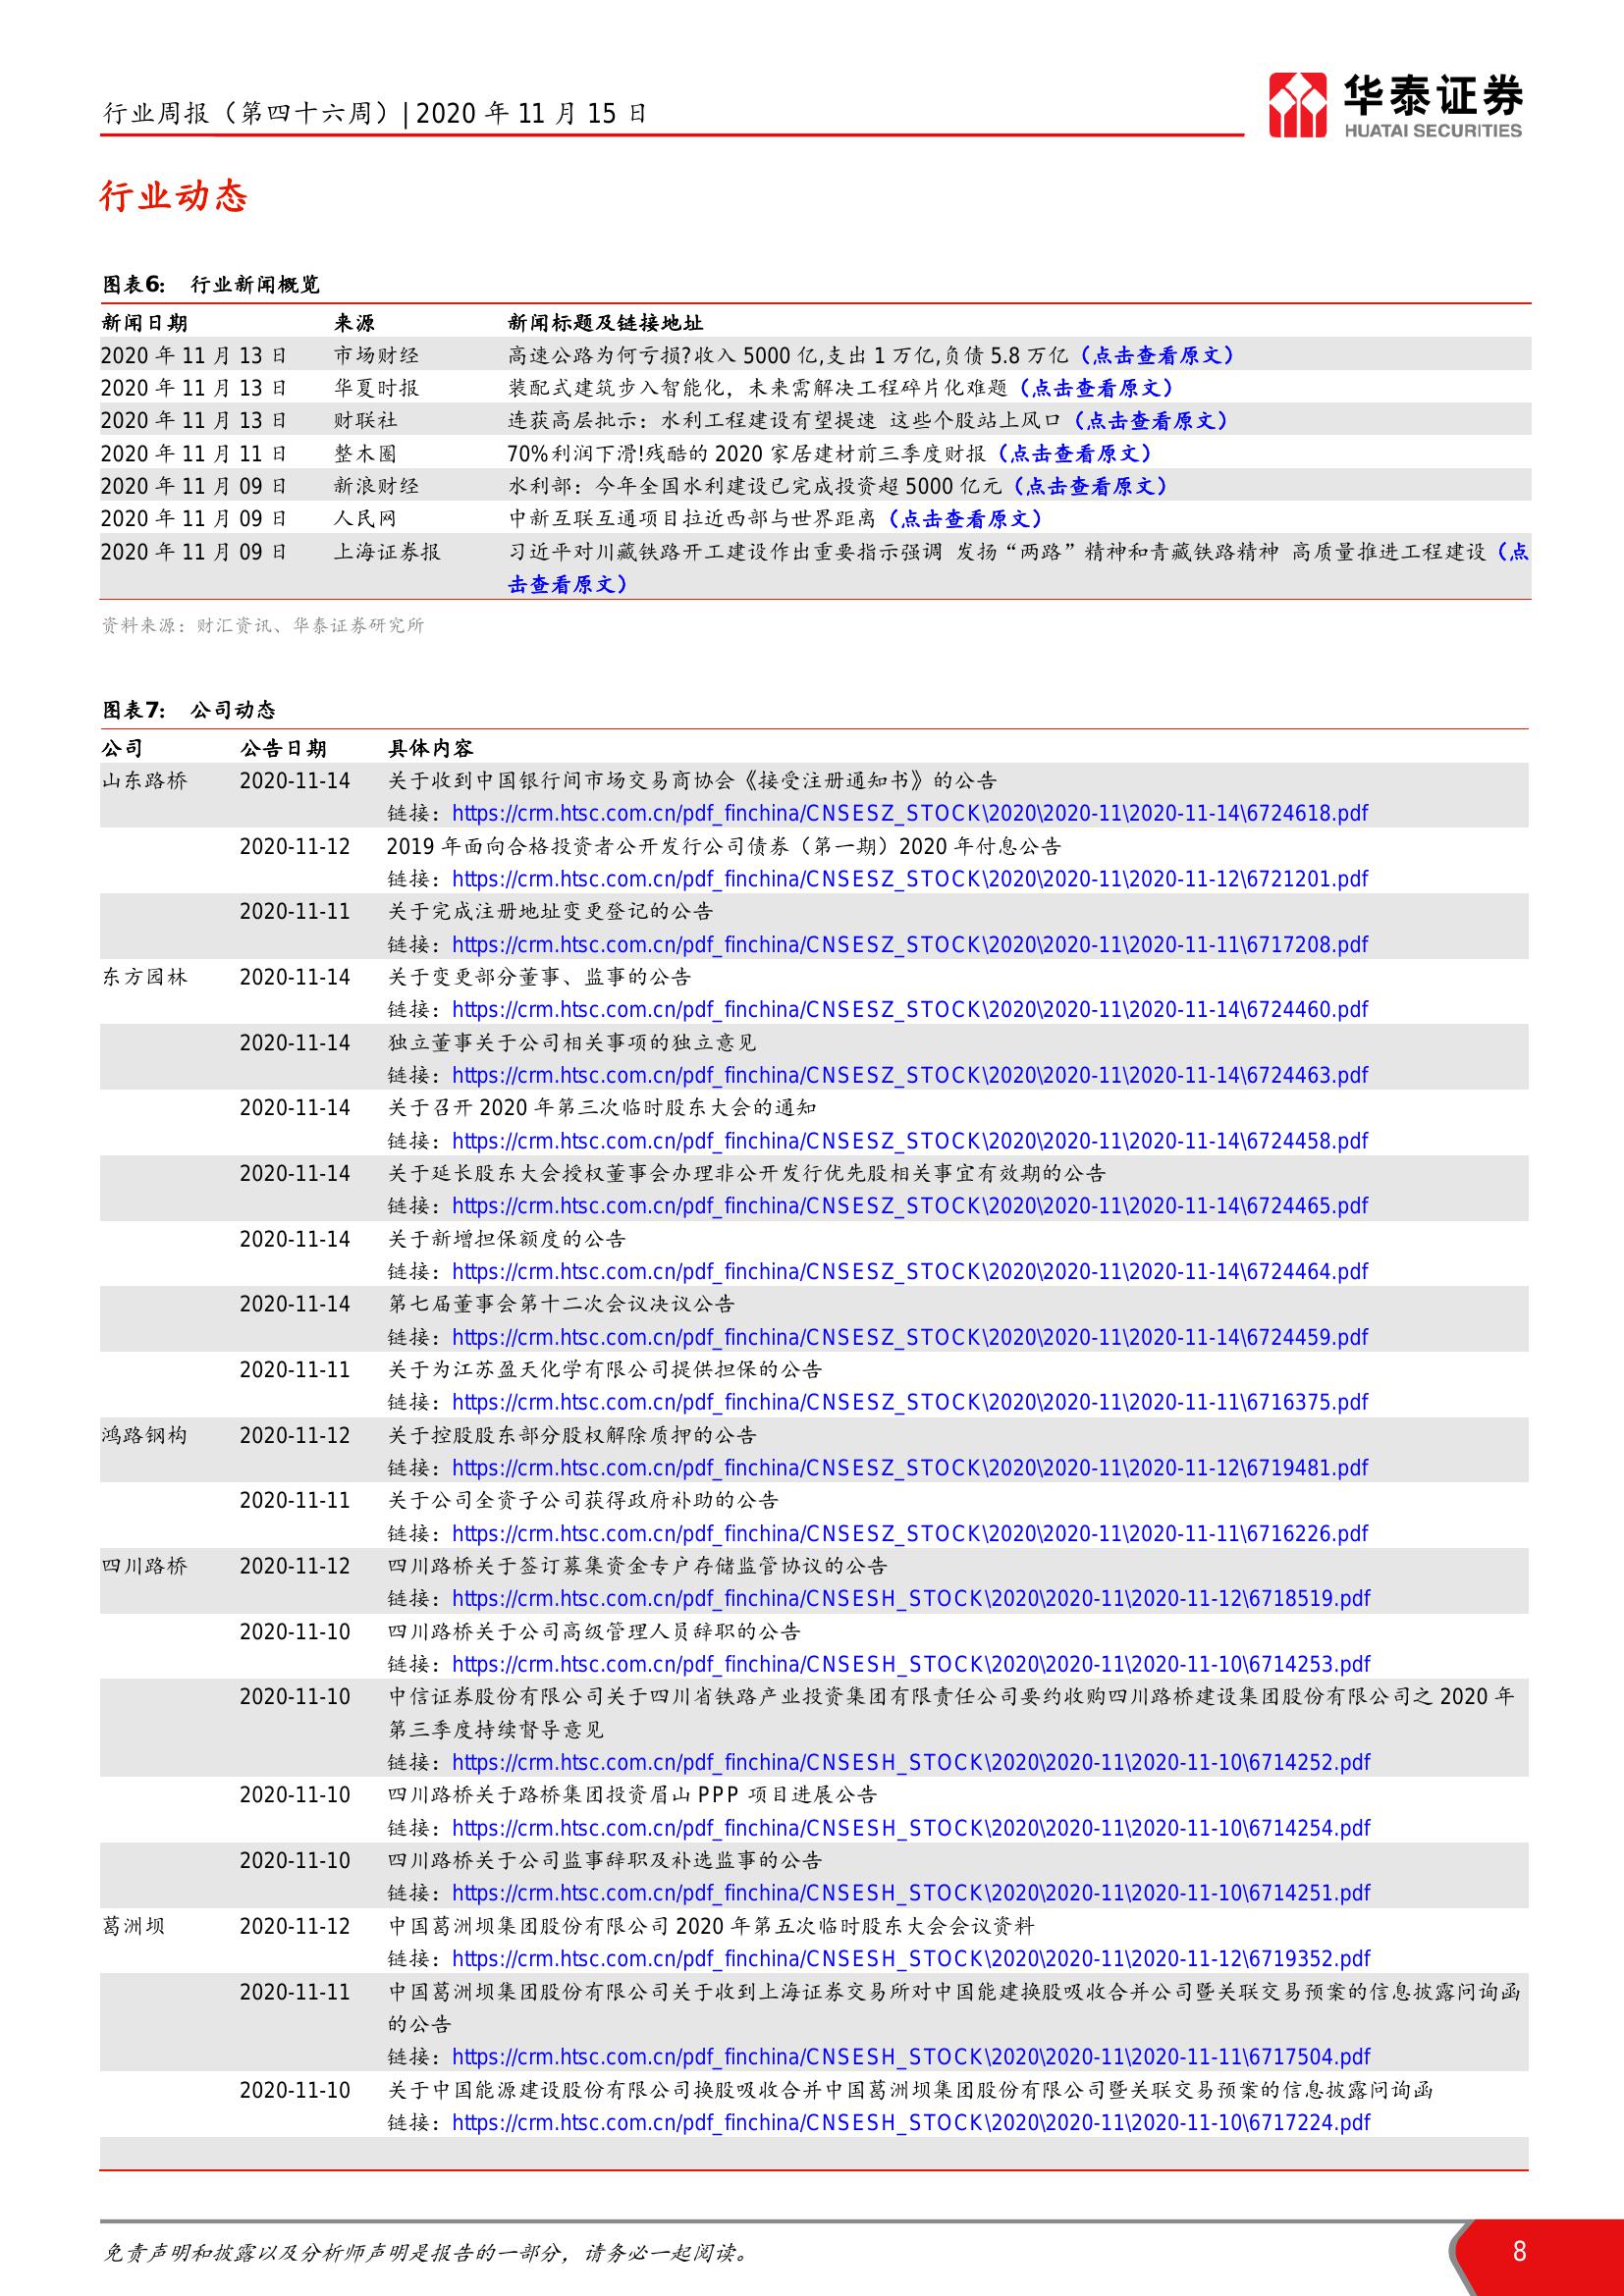 行业周报（第四十六周）| 2020 年 11 月 15 日
华泰证券
HUATAI SECURITIES
行业动态
图表6： 行业新闻概览
新闻日期 来源 新闻标题及链接地址
2020 年 11 月 13 日 市场财经 高速公路为何亏损?收入 5000 亿,支出 1 万亿,负债 5.8 万亿（点击查看原文）
2020 年 11 月 13 日 华夏时报 装配式建筑步入智能化，未来需解决工程碎片化难题（点击查看原文）
2020 年 11 月 13 日 财联社 连获高层批示：水利工程建设有望提速 这些个股站上风口（点击查看原文）
2020 年 11 月 11 日 整木圈 70%利润下滑!残酷的 2020 家居建材前三季度财报（点击查看原文）
2020 年 11 月 09 日 新浪财经 水利部：今年全国水利建设已完成投资超 5000 亿元（点击查看原文）
2020 年 11 月 09 日 人民网 中新互联互通项目拉近西部与世界距离（点击查看原文）
2020 年 11 月 09 日 上海证券报 习近平对川藏铁路开工建设作出重要指示强调 发扬“两路”精神和青藏铁路精神 高质量推进工程建设（点
击查看原文）
资料来源：财汇资讯、华泰证券研究所
图表7： 公司动态
公司 公告日期 具体内容
山东路桥 2020-11-14 关于收到中国银行间市场交易商协会《接受注册通知书》的公告
链接：https://crm.htsc.com.cn/pdf_finchina/CNSESZ_STOCK\2020\2020-11\2020-11-14\6724618.pdf
2020-11-12 2019 年面向合格投资者公开发行公司债券（第一期）2020 年付息公告
链接：https://crm.htsc.com.cn/pdf_finchina/CNSESZ_STOCK\2020\2020-11\2020-11-12\6721201.pdf
2020-11-11 关于完成注册地址变更登记的公告
链接：https://crm.htsc.com.cn/pdf_finchina/CNSESZ_STOCK\2020\2020-11\2020-11-11\6717208.pdf
东方园林 2020-11-14 关于变更部分董事、监事的公告
链接：https://crm.htsc.com.cn/pdf_finchina/CNSESZ_STOCK\2020\2020-11\2020-11-14\6724460.pdf
2020-11-14 独立董事关于公司相关事项的独立意见
链接：https://crm.htsc.com.cn/pdf_finchina/CNSESZ_STOCK\2020\2020-11\2020-11-14\6724463.pdf
2020-11-14 关于召开 2020 年第三次临时股东大会的通知
链接：https://crm.htsc.com.cn/pdf_finchina/CNSESZ_STOCK\2020\2020-11\2020-11-14\6724458.pdf
2020-11-14 关于延长股东大会授权董事会办理非公开发行优先股相关事宜有效期的公告
链接：https://crm.htsc.com.cn/pdf_finchina/CNSESZ_STOCK\2020\2020-11\2020-11-14\6724465.pdf
2020-11-14 关于新增担保额度的公告
链接：https://crm.htsc.com.cn/pdf_finchina/CNSESZ_STOCK\2020\2020-11\2020-11-14\6724464.pdf
2020-11-14 第七届董事会第十二次会议决议公告
链接：https://crm.htsc.com.cn/pdf_finchina/CNSESZ_STOCK\2020\2020-11\2020-11-14\6724459.pdf
2020-11-11 关于为江苏盈天化学有限公司提供担保的公告
链接：https://crm.htsc.com.cn/pdf_finchina/CNSESZ_STOCK\2020\2020-11\2020-11-11\6716375.pdf
鸿路钢构 2020-11-12 关于控股股东部分股权解除质押的公告
链接：https://crm.htsc.com.cn/pdf_finchina/CNSESZ_STOCK\2020\2020-11\2020-11-12\6719481.pdf
2020-11-11 关于公司全资子公司获得政府补助的公告
链接：https://crm.htsc.com.cn/pdf_finchina/CNSESZ_STOCK\2020\2020-11\2020-11-11\6716226.pdf
四川路桥 2020-11-12 四川路桥关于签订募集资金专户存储监管协议的公告
链接：https://crm.htsc.com.cn/pdf_finchina/CNSESH_STOCK\2020\2020-11\2020-11-12\6718519.pdf
2020-11-10 四川路桥关于公司高级管理人员辞职的公告
链接：https://crm.htsc.com.cn/pdf_finchina/CNSESH_STOCK\2020\2020-11\2020-11-10\6714253.pdf
2020-11-10 中信证券股份有限公司关于四川省铁路产业投资集团有限责任公司要约收购四川路桥建设集团股份有限公司之 2020 年
第三季度持续督导意见
链接：https://crm.htsc.com.cn/pdf_finchina/CNSESH_STOCK\2020\2020-11\2020-11-10\6714252.pdf
2020-11-10 四川路桥关于路桥集团投资眉山 PPP 项目进展公告
链接：https://crm.htsc.com.cn/pdf_finchina/CNSESH_STOCK\2020\2020-11\2020-11-10\6714254.pdf
2020-11-10 四川路桥关于公司监事辞职及补选监事的公告
链接：https://crm.htsc.com.cn/pdf_finchina/CNSESH_STOCK\2020\2020-11\2020-11-10\6714251.pdf
葛洲坝 2020-11-12 中国葛洲坝集团股份有限公司 2020 年第五次临时股东大会会议资料
链接：https://crm.htsc.com.cn/pdf_finchina/CNSESH_STOCK\2020\2020-11\2020-11-12\6719352.pdf
2020-11-11 中国葛洲坝集团股份有限公司关于收到上海证券交易所对中国能建换股吸收合并公司暨关联交易预案的信息披露问询函
的公告
链接：https://crm.htsc.com.cn/pdf_finchina/CNSESH_STOCK\2020\2020-11\2020-11-11\6717504.pdf
2020-11-10 关于中国能源建设股份有限公司换股吸收合并中国葛洲坝集团股份有限公司暨关联交易预案的信息披露问询函
链接：https://crm.htsc.com.cn/pdf_finchina/CNSESH_STOCK\2020\2020-11\2020-11-10\6717224.pdf
免责声明和披露以及分析师声明是报告的一部分，请务必一起阅读。 8